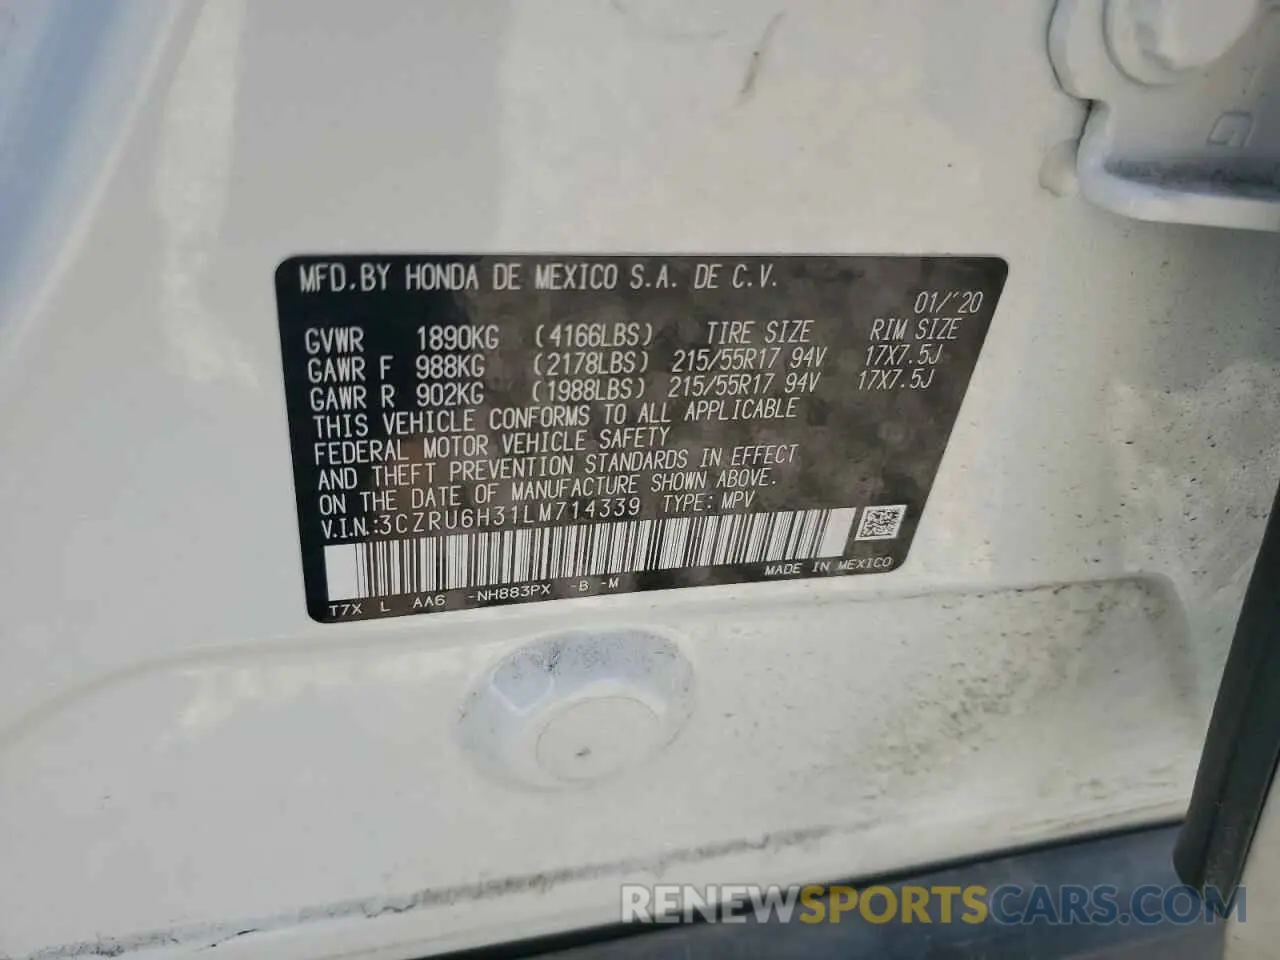 MFD.BY HONDA DE MEXICO S.A. DE C.V.
01/'20
GVWR 1890KG (4166LBS) TIRE SIZE RIM SIZE
GAWR F 988KG (2178LBS) 215/55R17 94V 17X7.5J
GAWR R 902KG (1988LBS) 215/55R17 94V 17X7.5J
THIS VEHICLE CONFORMS TO ALL APPLICABLE
FEDERAL MOTOR VEHICLE SAFETY
AND THEFT PREVENTION STANDARDS IN EFFECT
ON THE DATE OF MANUFACTURE SHOWN ABOVE.
V.I.N.:3CZRU6H31LM714339 TYPE: MPV
MADE IN MEXICO
T7X L AA6 -NH883PX -B -M
RENEWSPORTSCARS.COM